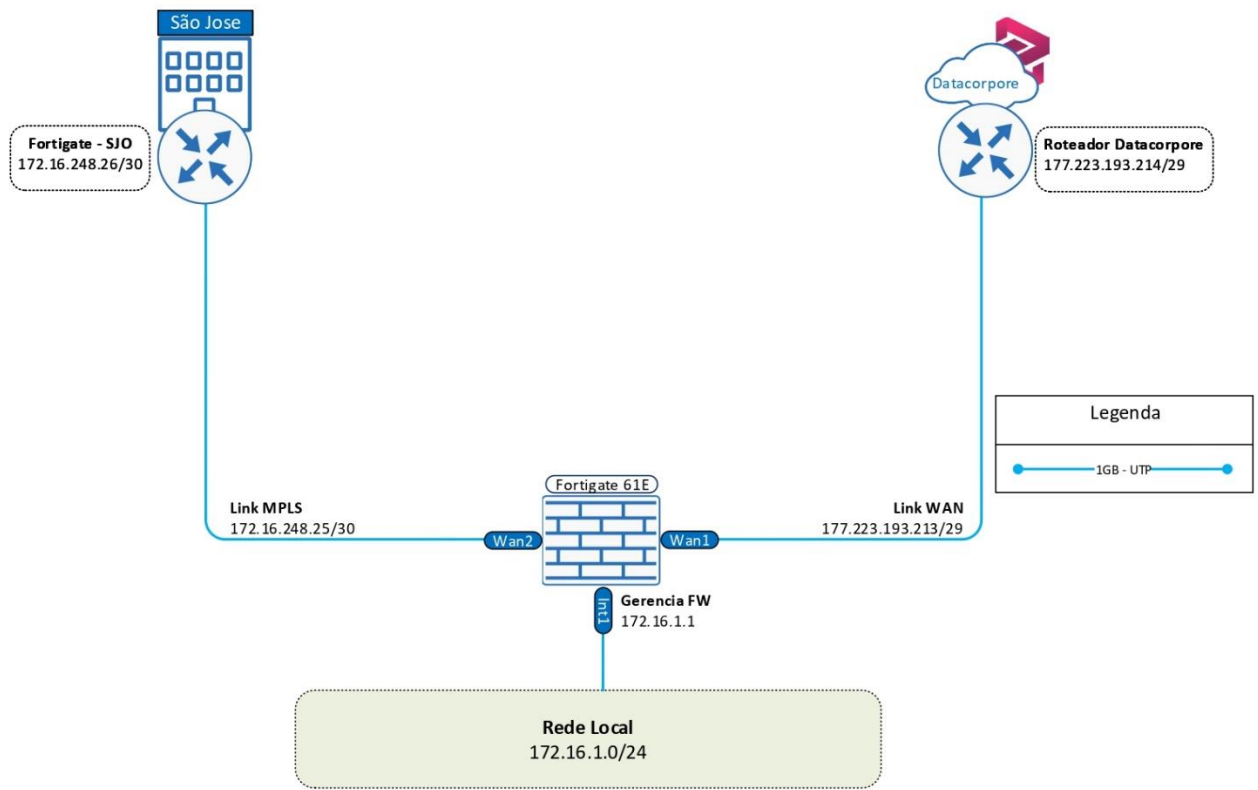 São Jose
Fortigate - SJO
172.16.248.26/30
Datacorpore
Roteador Datacorpore
177.223.193.214/29
Legenda
1GB - UTP
Fortigate 61E
Link MPLS
172.16.248.25/30
Wan2
Wan1
Link WAN
177.223.193.213/29
Int1
Gerencia FW
172.16.1.1
Rede Local
172.16.1.0/24